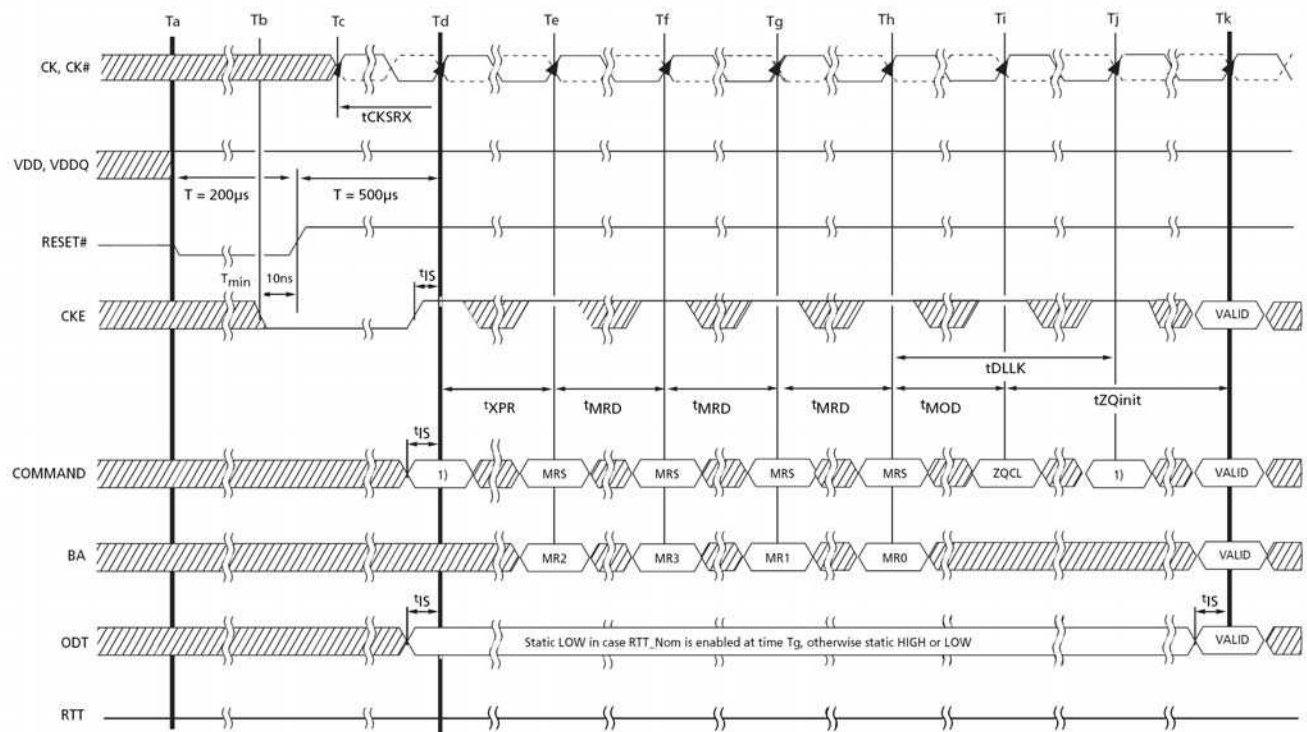 Ta Tb Tc Td Te Tf Tg Th Ti Tj Tk
CK, CK#
tCKSRX
VDD, VDDQ
T = 200µs T = 500µs
RESET#
Tmin 10ns tIS
CKE VALID
tDLLK
tXPR tMRD tMRD tMRD tMOD tZQinit
tIS
COMMAND 1) MRS MRS MRS MRS ZQCL 1) VALID
BA MR2 MR3 MR1 MR0 VALID
tIS tIS
ODT Static LOW in case RTT_Nom is enabled at time Tg, otherwise static HIGH or LOW VALID
RTT